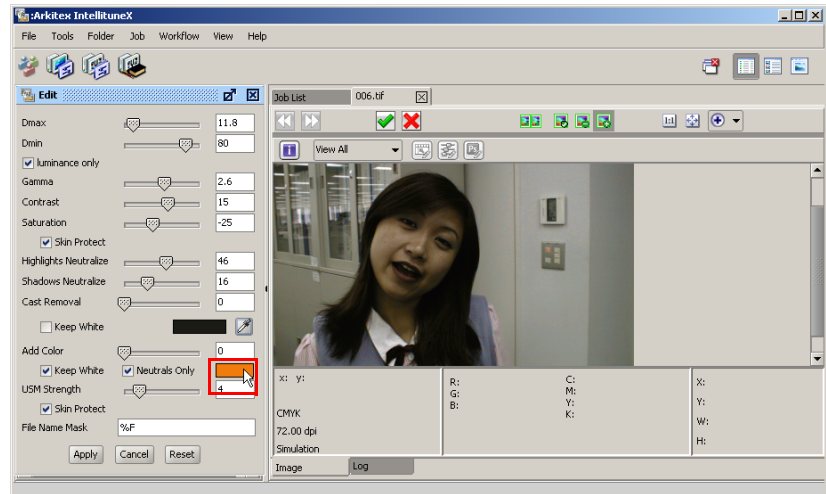 :Arkitex IntellituneX
File Tools Folder Job Workflow View Help
Edit
Dmax 11.8
Dmin 80
luminance only
Gamma 2.6
Contrast 15
Saturation -25
Skin Protect
Highlights Neutralize 46
Shadows Neutralize 16
Cast Removal 0
Keep White
Add Color 0
Keep White Neutrals Only
USM Strength 4
Skin Protect
File Name Mask %F
Apply Cancel Reset
Job List 006.tif
1:1
i View All
x: y:
CMYK
72.00 dpi
Simulation
R:
G:
B:
C:
M:
Y:
K:
X:
Y:
W:
H:
Image Log